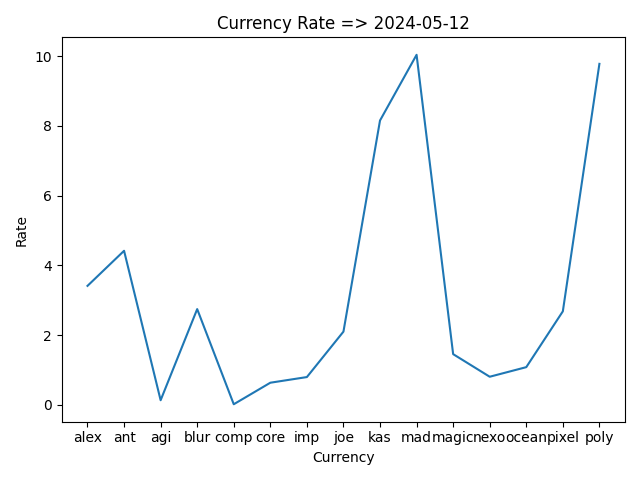 Currency Rate => 2024-05-12
10
8
6
4
2
0
Rate
alex ant agi blur comp core imp joe kas mad magic nexo ocean pixel poly
Currency